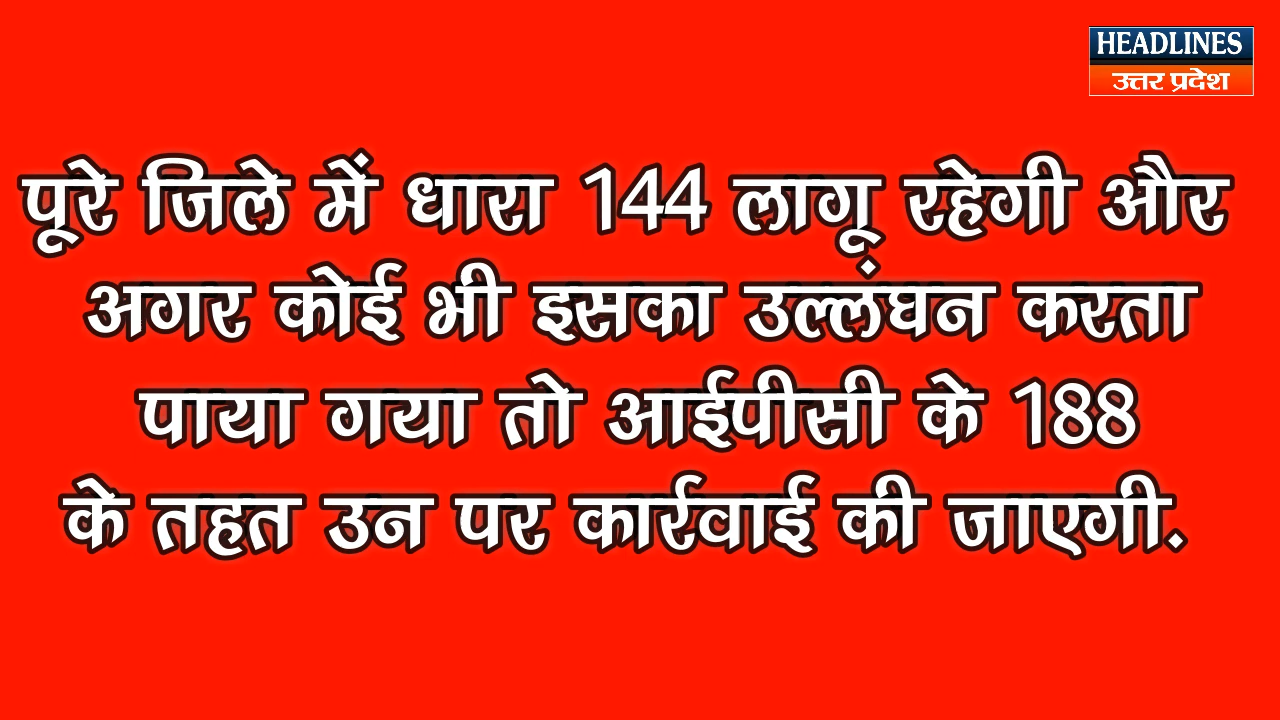 HEADLINES
उत्तर प्रदेश
पूरे जिले में धारा 144 लागू रहेगी और
अगर कोई भी इसका उल्लंघन करता
पाया गया तो आईपीसी के 188
के तहत उन पर कार्रवाई की जाएगी.